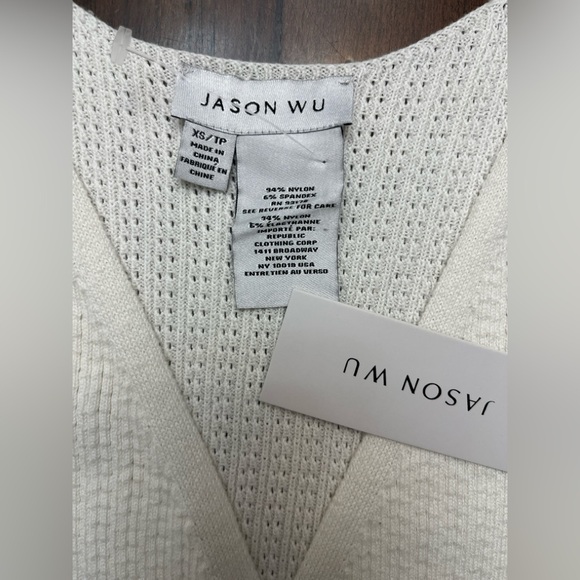 JASON WU
XS/TP
MADE IN
CHINA
FABRIQUE EN
CHINE
94% NYLON
6% SPANDEX
RN
SEE REVERSE FOR CARE
94% NYLON
6% ELASTHANNE
IMPORTÉ PAR:
REPUBLIC
CLOTHING CORP
1411 BROADWAY
NEW YORK
NY 10018 USA
ENTRETIEN AU VERSO
JASON WU